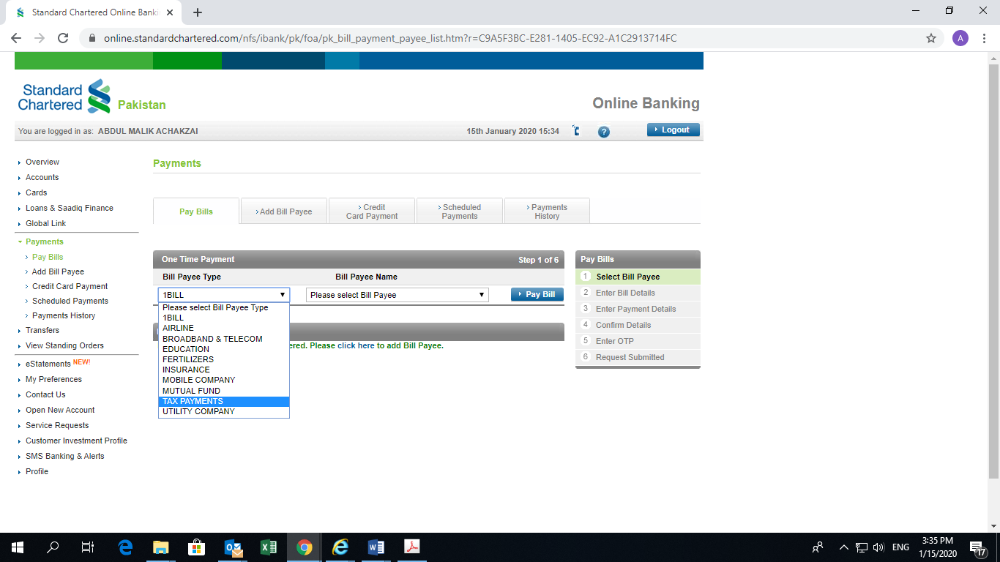 Standard Chartered Online Banki
online.standardchartered.com/nfs/ibank/pk/foa/pk_bill_payment_payee_list.htm?r=C9A5F3BC-E281-1405-EC92-A1C2913714FC
A
Standard
Chartered
Pakistan
Online Banking
You are logged in as: ABDUL MALIK ACHAKZAI
15th January 2020 15:34
?
Logout
Overview
Accounts
Cards
Loans & Saadiq Finance
Global Link
Payments
Pay Bills
Add Bill Payee
Credit Card Payment
Scheduled Payments
Payments History
Transfers
View Standing Orders
eStatements NEW!
My Preferences
Contact Us
Open New Account
Service Requests
Customer Investment Profile
SMS Banking & Alerts
Profile
Payments
Pay Bills
Add Bill Payee
Credit
Card Payment
Scheduled
Payments
Payments
History
One Time Payment
Step 1 of 6
Bill Payee Type
Bill Payee Name
1BILL
Please select Bill Payee
Pay Bill
Please select Bill Payee Type
1BILL
AIRLINE
BROADBAND & TELECOM
EDUCATION
FERTILIZERS
INSURANCE
MOBILE COMPANY
MUTUAL FUND
TAX PAYMENTS
UTILITY COMPANY
ered. Please click here to add Bill Payee.
Pay Bills
1 Select Bill Payee
2 Enter Bill Details
3 Enter Payment Details
4 Confirm Details
5 Enter OTP
6 Request Submitted
ENG
3:35 PM
1/15/2020
17